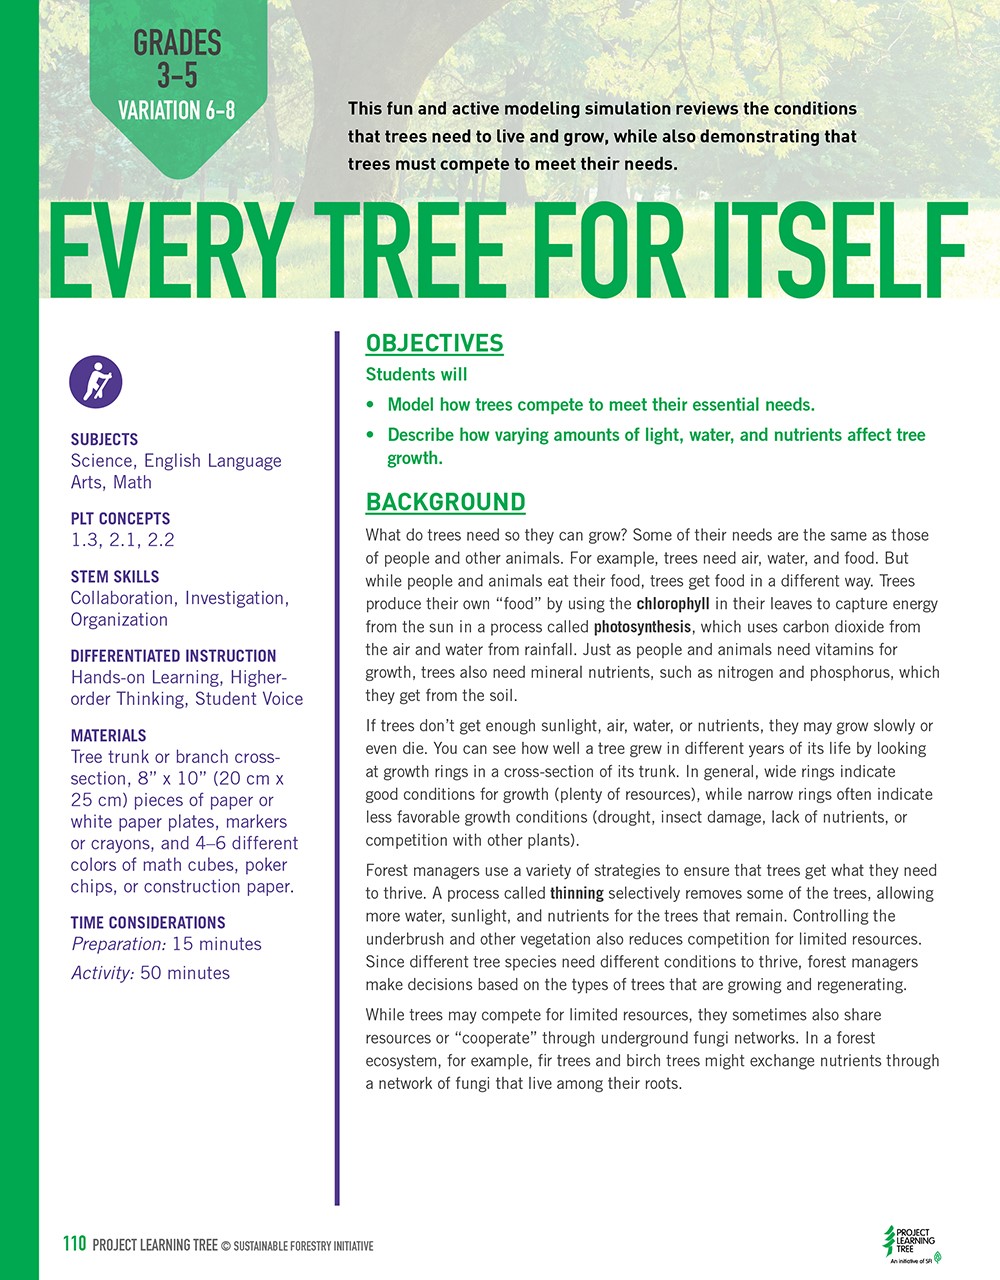 GRADES
3–5
VARIATION 6–8
This fun and active modeling simulation reviews the conditions
that trees need to live and grow, while also demonstrating that
trees must compete to meet their needs.
EVERY TREE FOR ITSELF
SUBJECTS
Science, English Language
Arts, Math
PLT CONCEPTS
1.3, 2.1, 2.2
STEM SKILLS
Collaboration, Investigation,
Organization
DIFFERENTIATED INSTRUCTION
Hands-on Learning, Higher-
order Thinking, Student Voice
MATERIALS
Tree trunk or branch cross-
section, 8” x 10” (20 cm x
25 cm) pieces of paper or
white paper plates, markers
or crayons, and 4–6 different
colors of math cubes, poker
chips, or construction paper.
TIME CONSIDERATIONS
Preparation: 15 minutes
Activity: 50 minutes
OBJECTIVES
Students will
• Model how trees compete to meet their essential needs.
• Describe how varying amounts of light, water, and nutrients affect tree
growth.
BACKGROUND
What do trees need so they can grow? Some of their needs are the same as those
of people and other animals. For example, trees need air, water, and food. But
while people and animals eat their food, trees get food in a different way. Trees
produce their own “food” by using the chlorophyll in their leaves to capture energy
from the sun in a process called photosynthesis, which uses carbon dioxide from
the air and water from rainfall. Just as people and animals need vitamins for
growth, trees also need mineral nutrients, such as nitrogen and phosphorus, which
they get from the soil.
If trees don’t get enough sunlight, air, water, or nutrients, they may grow slowly or
even die. You can see how well a tree grew in different years of its life by looking
at growth rings in a cross-section of its trunk. In general, wide rings indicate
good conditions for growth (plenty of resources), while narrow rings often indicate
less favorable growth conditions (drought, insect damage, lack of nutrients, or
competition with other plants).
Forest managers use a variety of strategies to ensure that trees get what they need
to thrive. A process called thinning selectively removes some of the trees, allowing
more water, sunlight, and nutrients for the trees that remain. Controlling the
underbrush and other vegetation also reduces competition for limited resources.
Since different tree species need different conditions to thrive, forest managers
make decisions based on the types of trees that are growing and regenerating.
While trees may compete for limited resources, they sometimes also share
resources or “cooperate” through underground fungi networks. In a forest
ecosystem, for example, fir trees and birch trees might exchange nutrients through
a network of fungi that live among their roots.
110 PROJECT LEARNING TREE © SUSTAINABLE FORESTRY INITIATIVE
PROJECT
LEARNING
TREE
An initiative of SFI